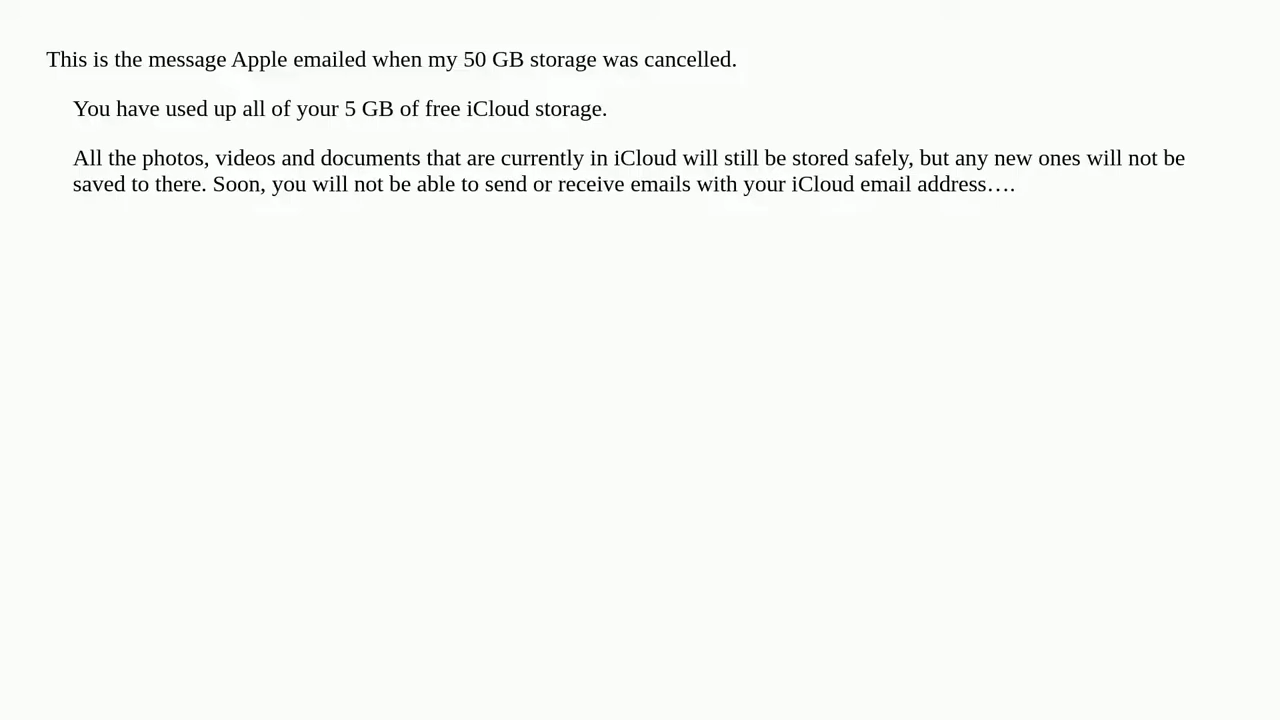 This is the message Apple emailed when my 50 GB storage was cancelled.
You have used up all of your 5 GB of free iCloud storage.
All the photos, videos and documents that are currently in iCloud will still be stored safely, but any new ones will not be
saved to there. Soon, you will not be able to send or receive emails with your iCloud email address….